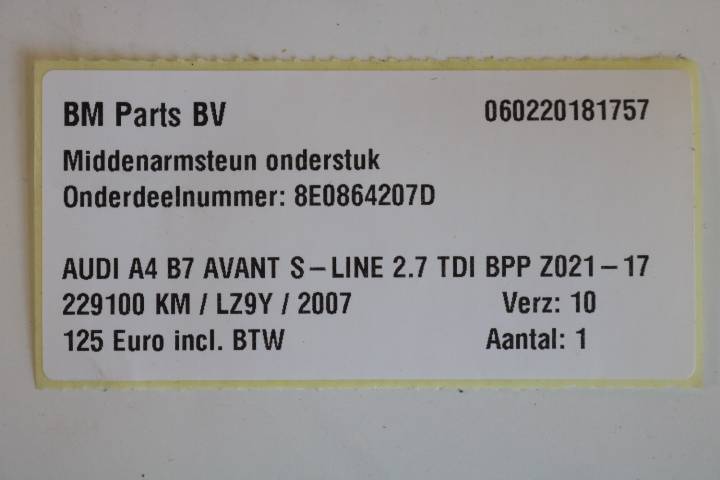 BM Parts BV 060220181757
Middenarmsteun onderstuk
Onderdeelnummer: 8E0864207D
AUDI A4 B7 AVANT S-LINE 2.7 TDI BPP Z021-17
229100 KM / LZ9Y / 2007 Verz: 10
125 Euro incl. BTW Aantal: 1